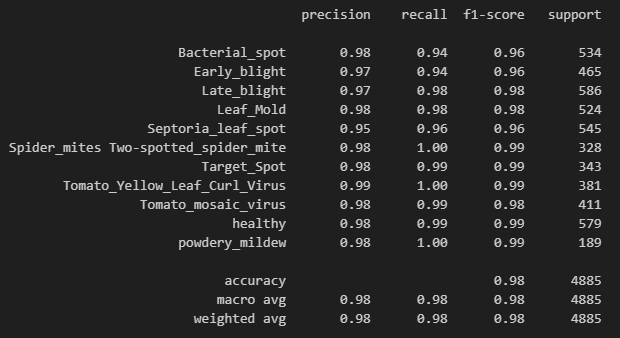 precision recall f1-score support
Bacterial_spot 0.98 0.94 0.96 534
Early_blight 0.97 0.94 0.96 465
Late_blight 0.97 0.98 0.98 586
Leaf_Mold 0.98 0.98 0.98 524
Septoria_leaf_spot 0.95 0.96 0.96 545
Spider_mites Two-spotted_spider_mite 0.98 1.00 0.99 328
Target_Spot 0.98 0.99 0.99 343
Tomato_Yellow_Leaf_Curl_Virus 0.99 1.00 0.99 381
Tomato_mosaic_virus 0.98 0.99 0.98 411
healthy 0.98 0.99 0.99 579
powdery_mildew 0.98 1.00 0.99 189
accuracy 0.98 4885
macro avg 0.98 0.98 0.98 4885
weighted avg 0.98 0.98 0.98 4885